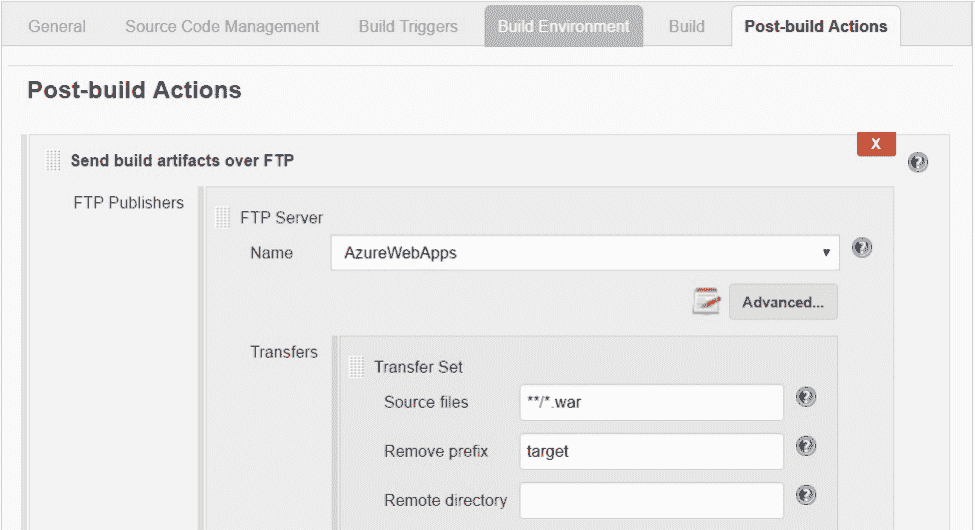 General Source Code Management Build Triggers Build Environment Build Post-build Actions
Post-build Actions
X
Send build artifacts over FTP
FTP Publishers
FTP Server
Name AzureWebApps
Advanced...
Transfers
Transfer Set
Source files **/*.war
Remove prefix target
Remote directory